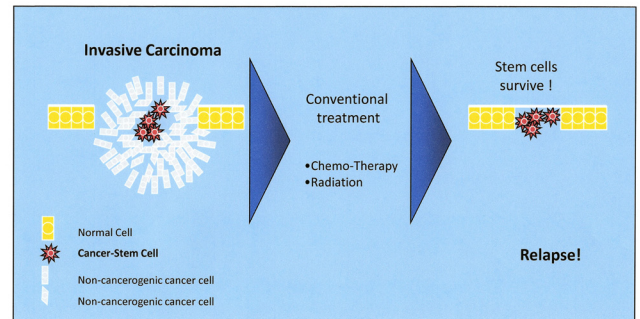 Invasive Carcinoma
Conventional
treatment
•Chemo-Therapy
•Radiation
Stem cells
survive !
Normal Cell
Cancer-Stem Cell
Non-cancerogenic cancer cell
Non-cancerogenic cancer cell
Relapse!